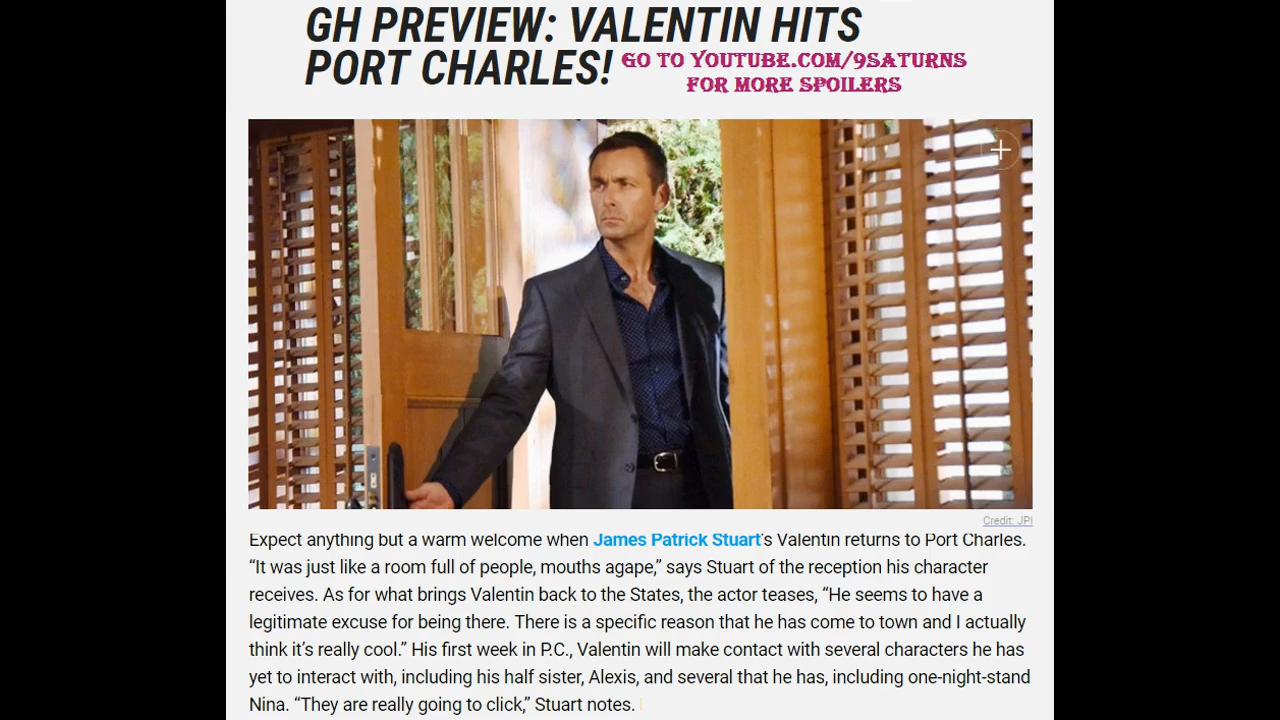 GH PREVIEW: VALENTIN HITS
PORT CHARLES!
GO TO YOUTUBE.COM/9SATURNS
FOR MORE SPOILERS
Credit: JPI
Expect anything but a warm welcome when James Patrick Stuart's Valentin returns to Port Charles.
“It was just like a room full of people, mouths agape,” says Stuart of the reception his character
receives. As for what brings Valentin back to the States, the actor teases, “He seems to have a
legitimate excuse for being there. There is a specific reason that he has come to town and I actually
think it’s really cool.” His first week in P.C., Valentin will make contact with several characters he has
yet to interact with, including his half sister, Alexis, and several that he has, including one-night-stand
Nina. “They are really going to click,” Stuart notes.